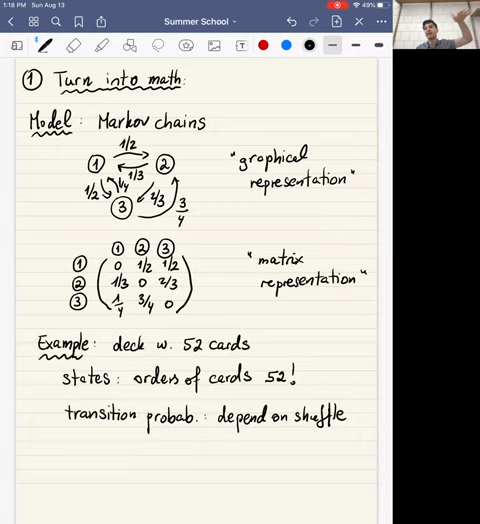 1:18 PM Sun Aug 13
49%
Summer School
① Turn into math:
Model: Markov chains
1/2
① ②
1/3
1/2 1/4 2/3
③ 3/4
"graphical
representation"
① ② ③
① 0 1/2 1/2
② 1/3 0 2/3
③ 1/4 3/4 0
"matrix
representation"
Example: deck w. 52 cards
states: orders of cards 52!
transition probab.: depend on shuffle